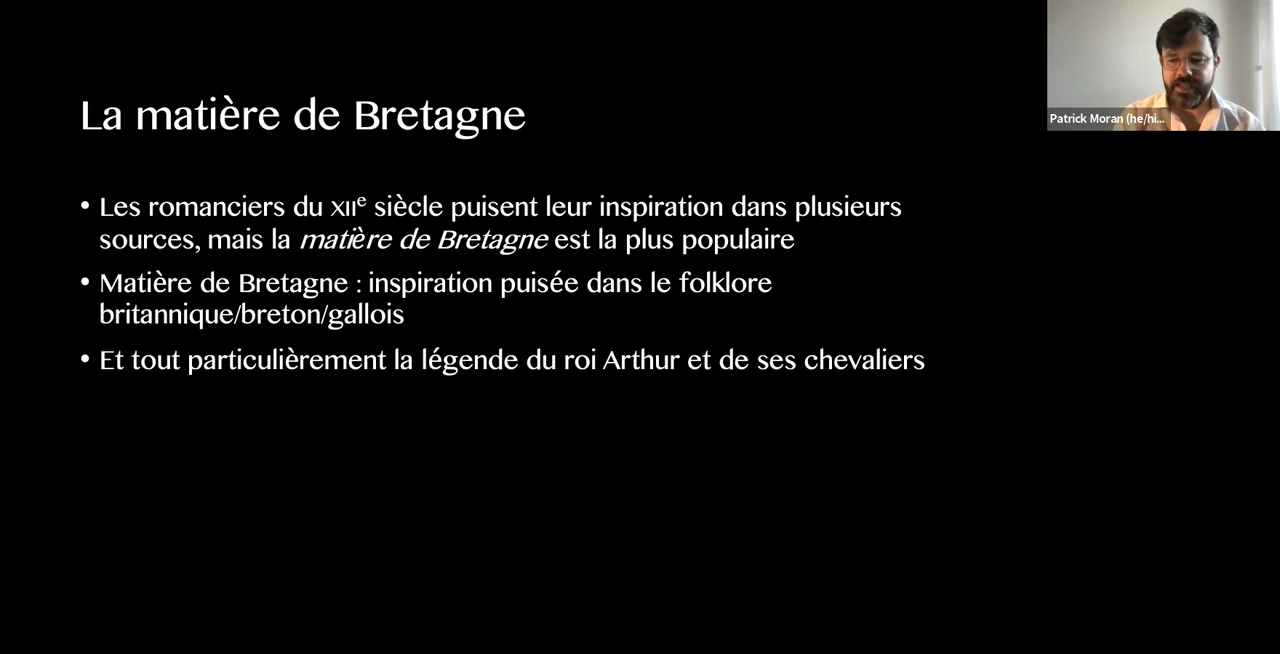 La matière de Bretagne
• Les romanciers du XIIe siècle puisent leur inspiration dans plusieurs
sources, mais la matière de Bretagne est la plus populaire
• Matière de Bretagne : inspiration puisée dans le folklore
britannique/breton/gallois
• Et tout particulièrement la légende du roi Arthur et de ses chevaliers
Patrick Moran (he/hi...